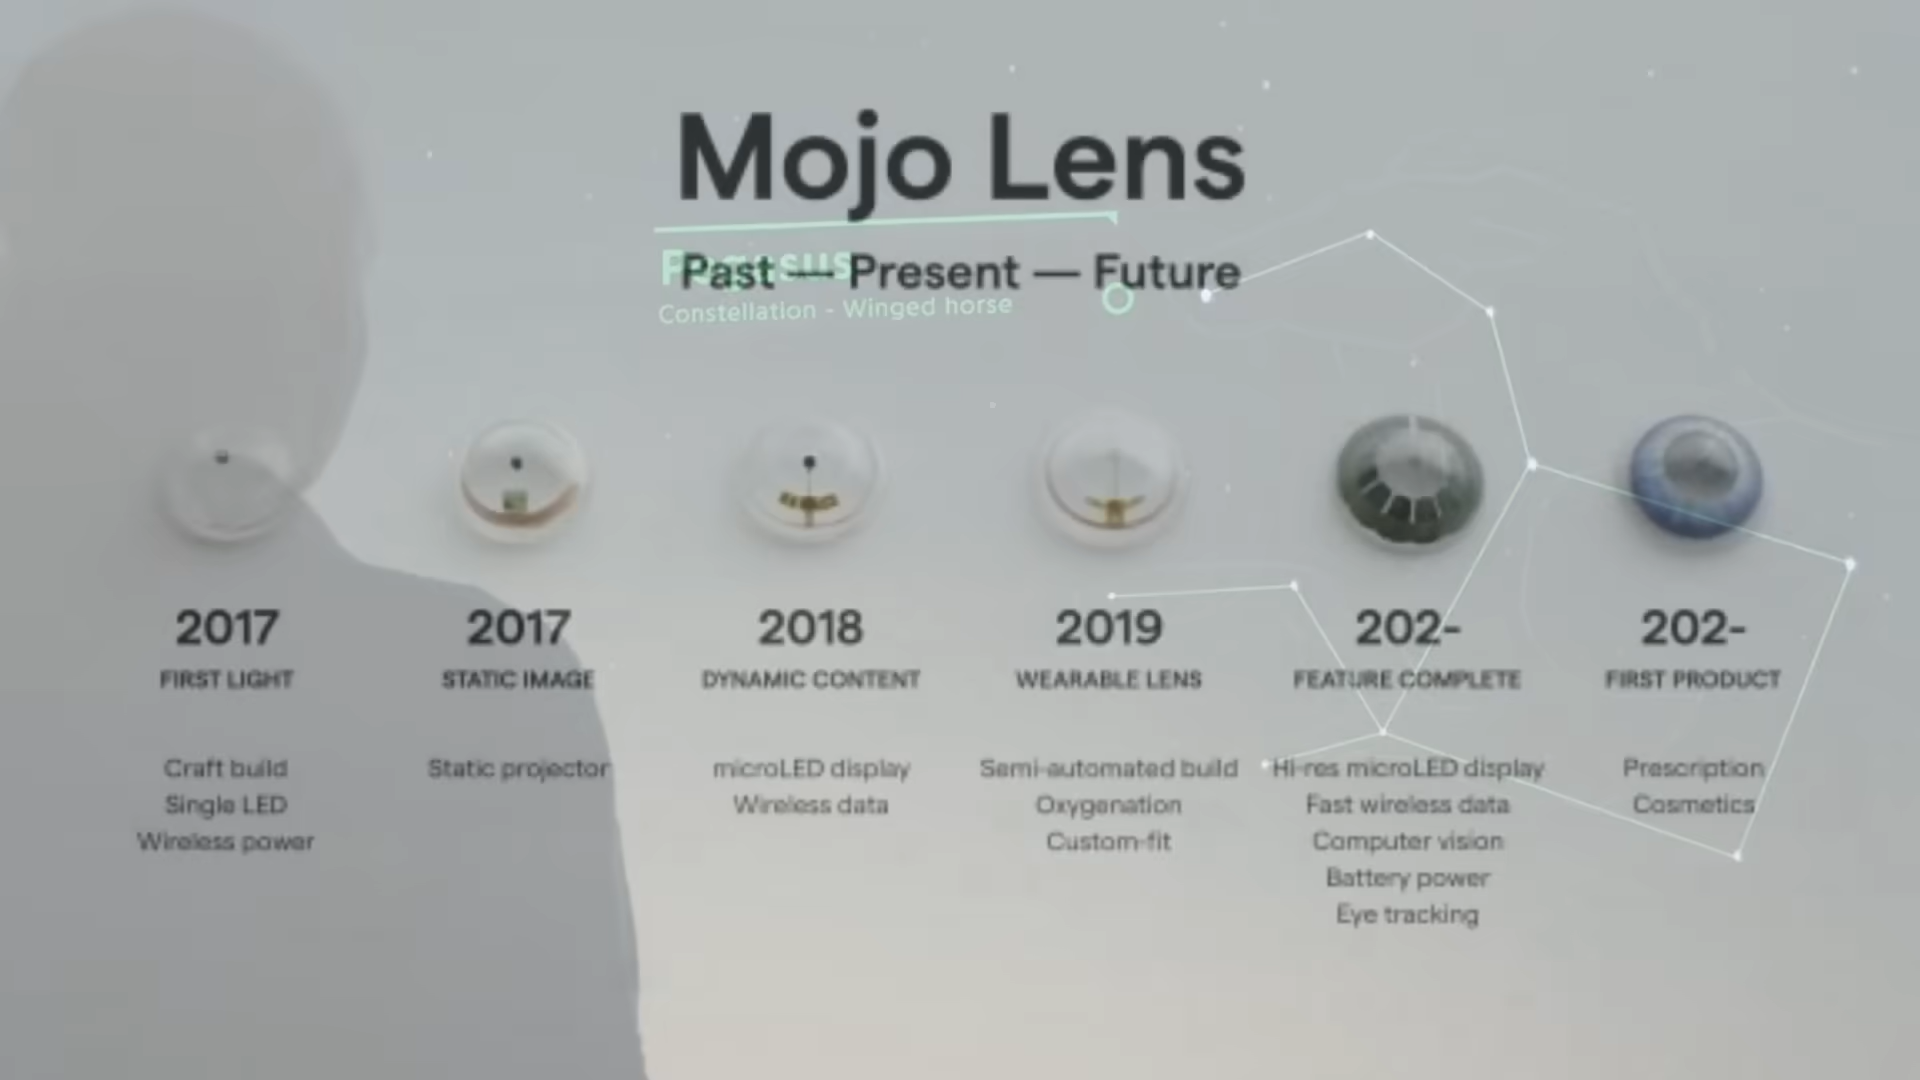 Mojo Lens
Pegasus
Past — Present — Future
Constellation - Winged horse
2017
FIRST LIGHT
Craft build
Single LED
Wireless power
2017
STATIC IMAGE
Static projector
2018
DYNAMIC CONTENT
microLED display
Wireless data
2019
WEARABLE LENS
Semi-automated build
Oxygenation
Custom-fit
202-
FEATURE COMPLETE
Hi-res microLED display
Fast wireless data
Computer vision
Battery power
Eye tracking
202-
FIRST PRODUCT
Prescription
Cosmetics